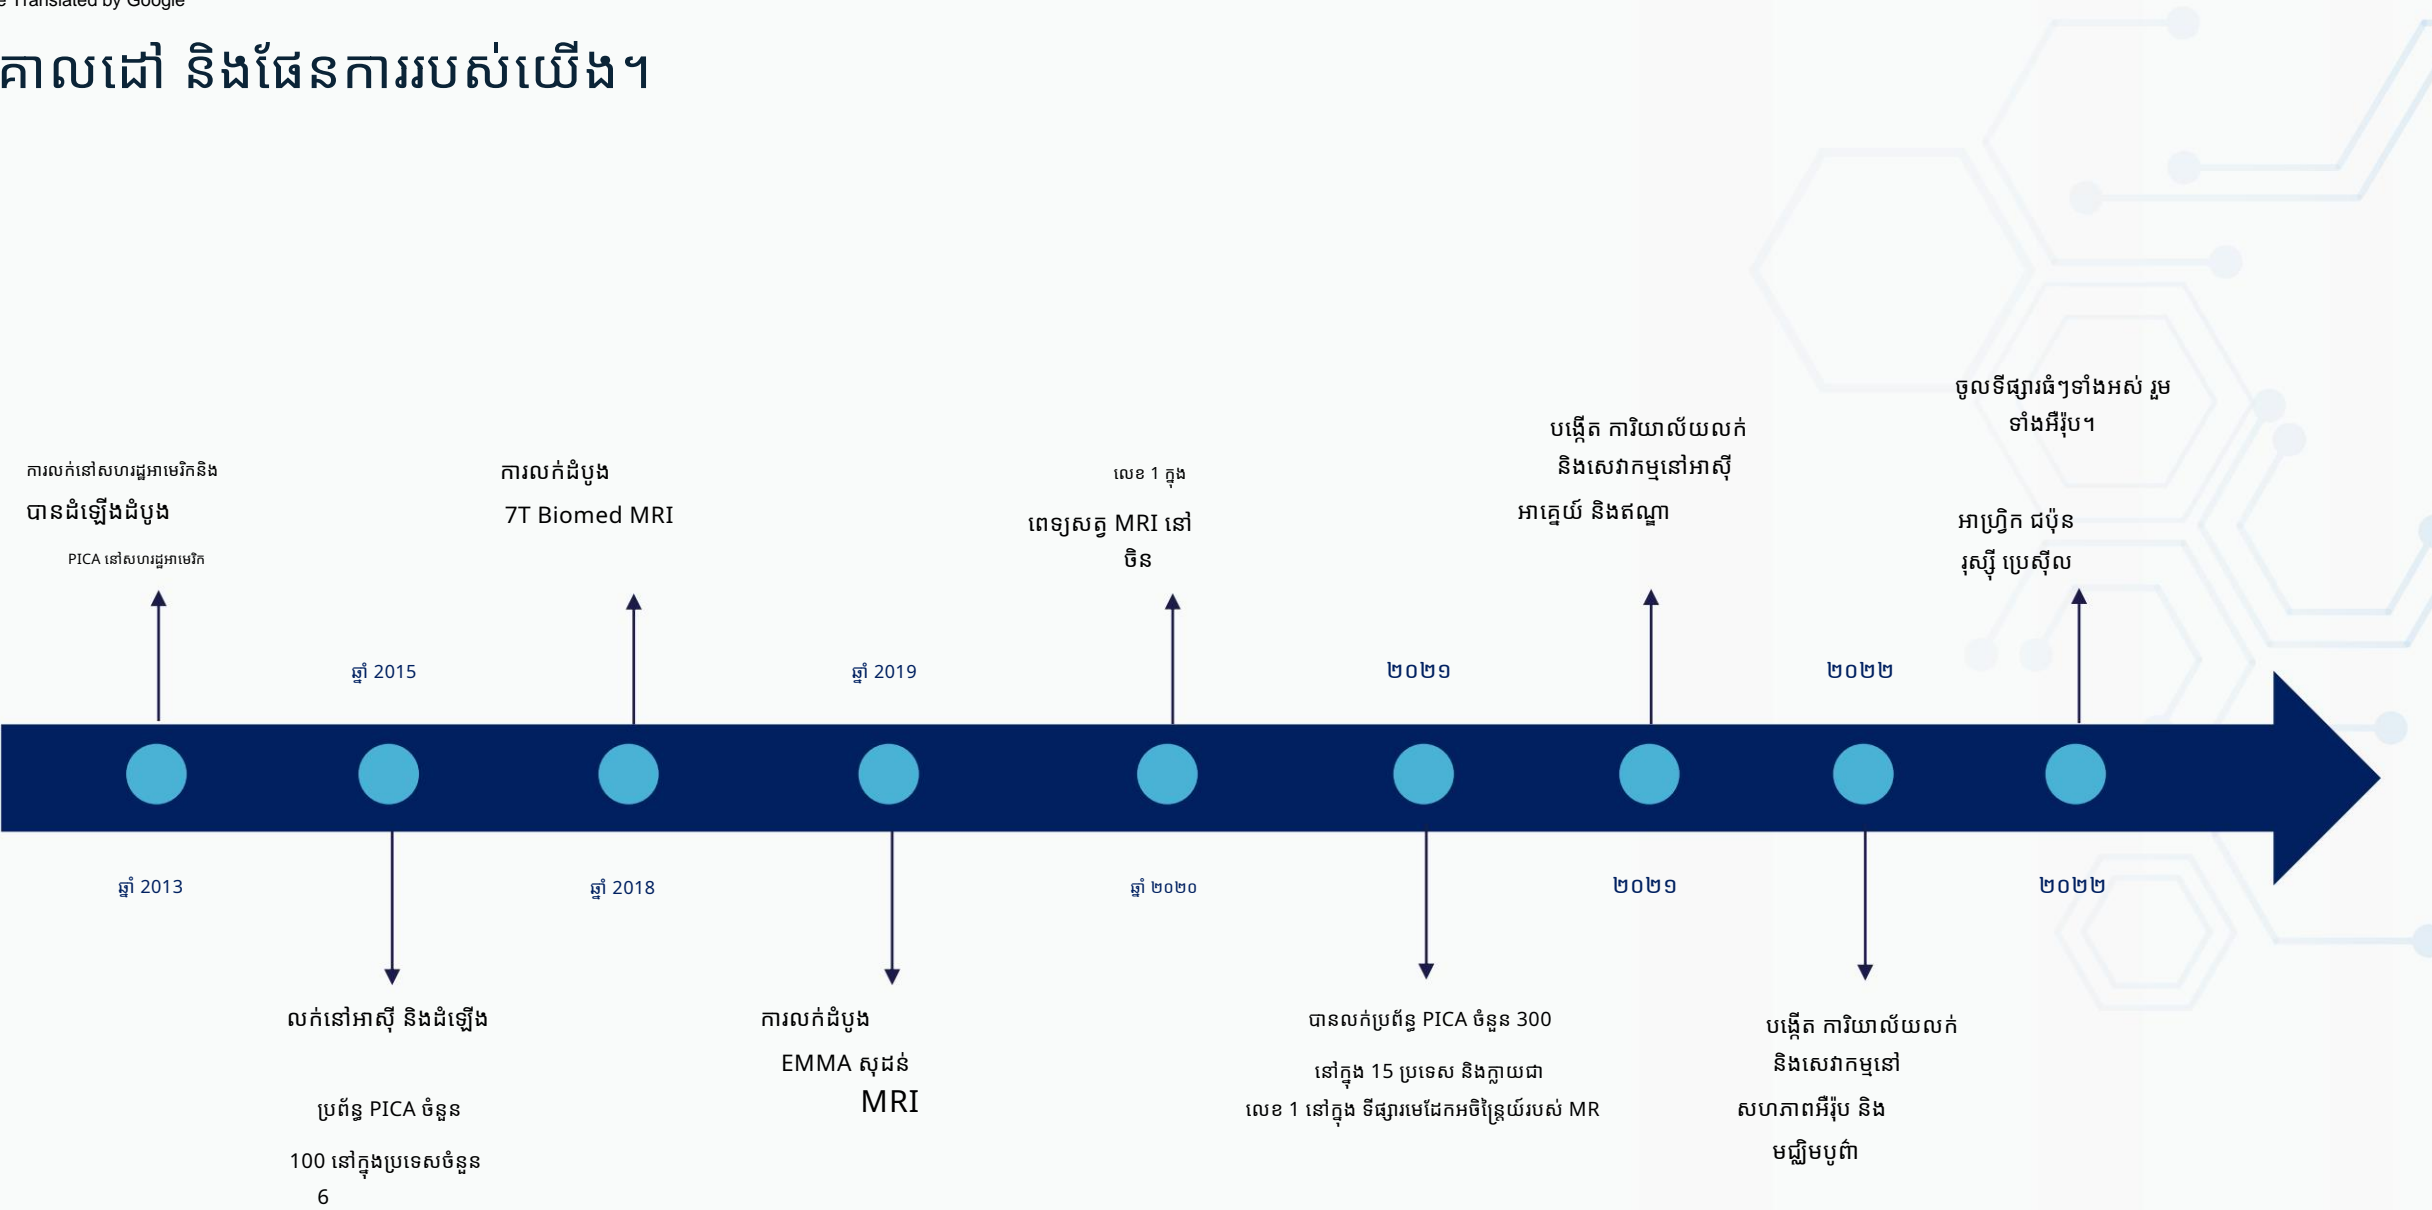 Translated by Google
គោលដៅ និងផែនការរបស់យើង។
ការលក់នៅសហរដ្ឋអាមេរិកនិង
បានដំឡើងដំបូង
PICA នៅសហរដ្ឋអាមេរិក
ឆ្នាំ 2013
ឆ្នាំ 2015
លក់នៅអាស៊ី និងដំឡើង
ប្រព័ន្ធ PICA ចំនួន
100 នៅក្នុងប្រទេសចំនួន
6
ការលក់ដំបូង
7T Biomed MRI
ឆ្នាំ 2018
ឆ្នាំ 2019
ការលក់ដំបូង
EMMA សុដន់
MRI
លេខ 1 ក្នុង
ពេទ្យសត្វ MRI នៅ
ចិន
ឆ្នាំ ២០២០
២០២១
បានលក់ប្រព័ន្ធ PICA ចំនួន 300
នៅក្នុង 15 ប្រទេស និងក្លាយជា
លេខ 1 នៅក្នុង ទីផ្សារមេដែកអចិន្ត្រៃយ៍របស់ MR
បង្កើត ការិយាល័យលក់
និងសេវាកម្មនៅអាស៊ី
អាគ្នេយ៍ និងឥណ្ឌា
២០២១
២០២២
បង្កើត ការិយាល័យលក់
និងសេវាកម្មនៅ
សហភាពអឺរ៉ុប និង
មជ្ឈិមបូព៌ា
ចូលទីផ្សារធំៗទាំងអស់ រួម
ទាំងអឺរ៉ុប។
អាហ្វ្រិក ជប៉ុន
រុស្ស៊ី ប្រេស៊ីល
២០២២